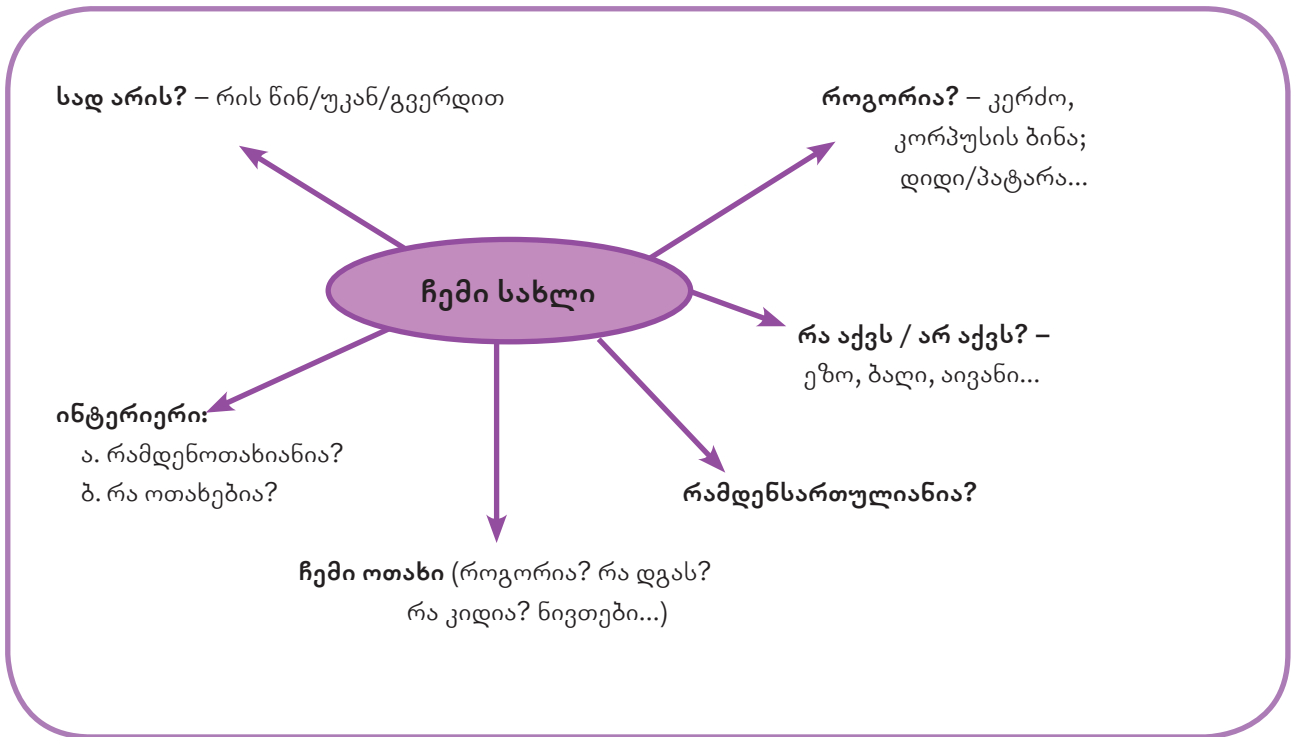 სად არის? – რის წინ/უკან/გვერდით
როგორია? – კერძო,
კორპუსის ბინა;
დიდი/პატარა...
ჩემი სახლი
რა აქვს / არ აქვს? –
ეზო, ბაღი, აივანი...
ინტერიერი:
ა. რამდენოთახიანია?
ბ. რა ოთახებია?
რამდენსართულიანია?
ჩემი ოთახი (როგორია? რა დგას?
რა კიდია? ნივთები...)